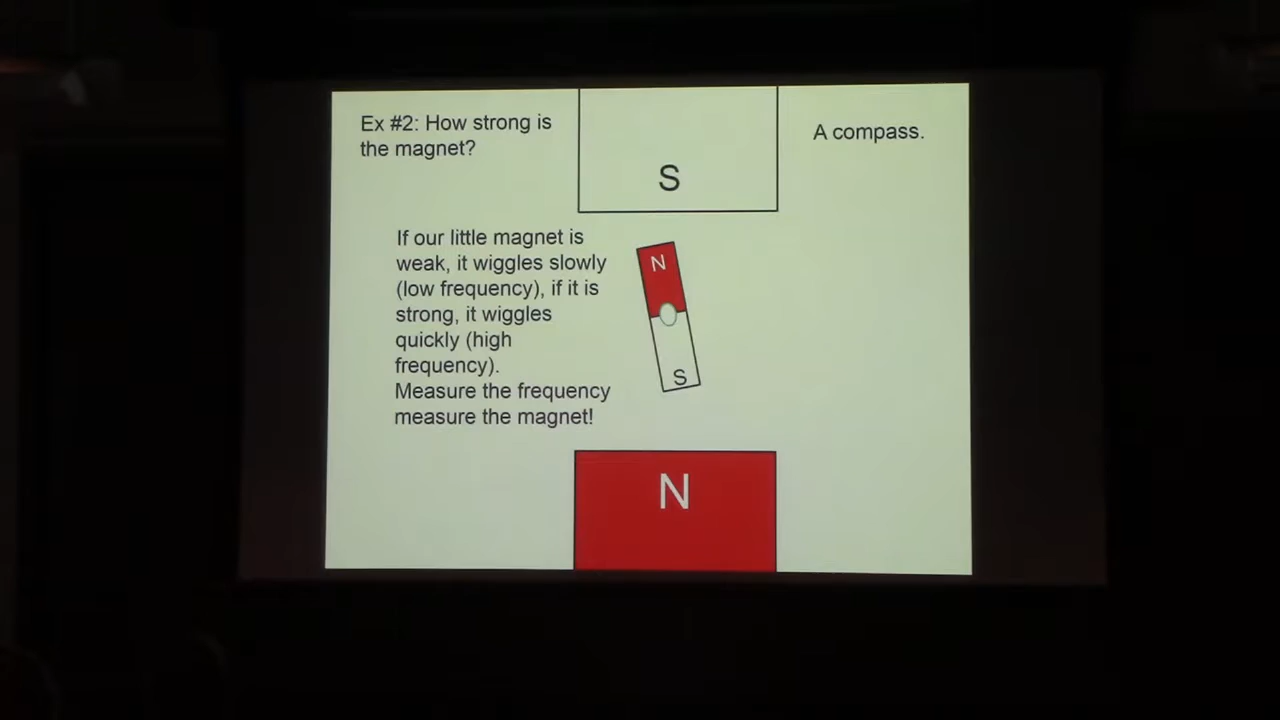 Ex #2: How strong is
the magnet?
S
A compass.
If our little magnet is
weak, it wiggles slowly
(low frequency), if it is
strong, it wiggles
quickly (high
frequency).
Measure the frequency
measure the magnet!
N
S
N